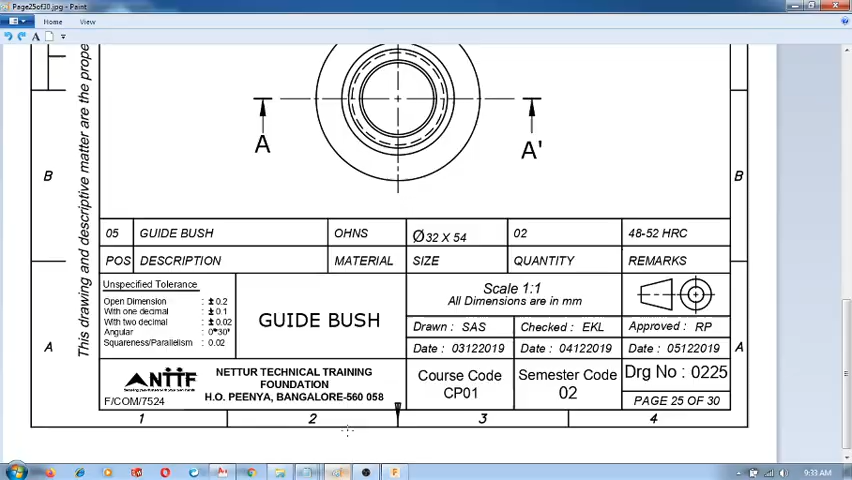 Page25of30.jpg - Paint
Home View
A
This drawing and descriptive matter are the prope
A A'
B B
05 GUIDE BUSH OHNS Ø32 X 54 02 48-52 HRC
POS DESCRIPTION MATERIAL SIZE QUANTITY REMARKS
Unspecified Tolerance
Open Dimension : ± 0.2
With one decimal : ± 0.1
With two decimal : ± 0.02
Angular : 0°30'
Squareness/Parallelism : 0.02
GUIDE BUSH
Scale 1:1
All Dimensions are in mm
Drawn : SAS Checked : EKL Approved : RP
Date : 03122019 Date : 04122019 Date : 05122019
A A
NTTF
F/COM/7524
NETTUR TECHNICAL TRAINING
FOUNDATION
H.O. PEENYA, BANGALORE-560 058
Course Code
CP01
Semester Code
02
Drg No : 0225
PAGE 25 OF 30
1 2 3 4
9:33 AM